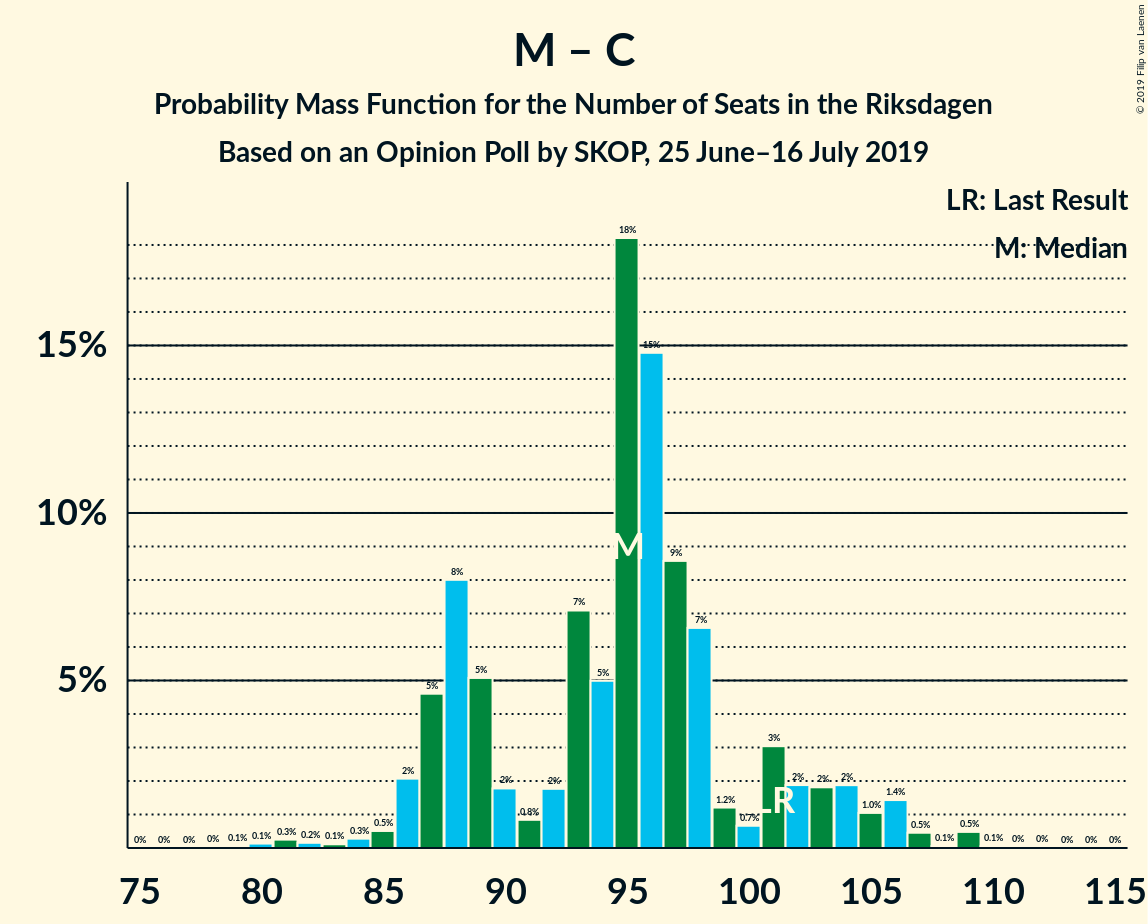 © 2019 Filip van Laenen
M – C
Probability Mass Function for the Number of Seats in the Riksdagen
Based on an Opinion Poll by SKOP, 25 June–16 July 2019
LR: Last Result
M: Median
15%
10%
5%
0% 0% 0% 0% 0.1% 0.1% 0.3% 0.2% 0.1% 0.3% 0.5% 2% 5% 8% 5% 2% 0.8% 2% 7% 5% 18% 15% 9% 7% 1.2% 0.7% 3% 2% 2% 2% 1.0% 1.4% 0.5% 0.1% 0.5% 0.1% 0% 0% 0% 0% 0%
M
LR
75 80 85 90 95 100 105 110 115